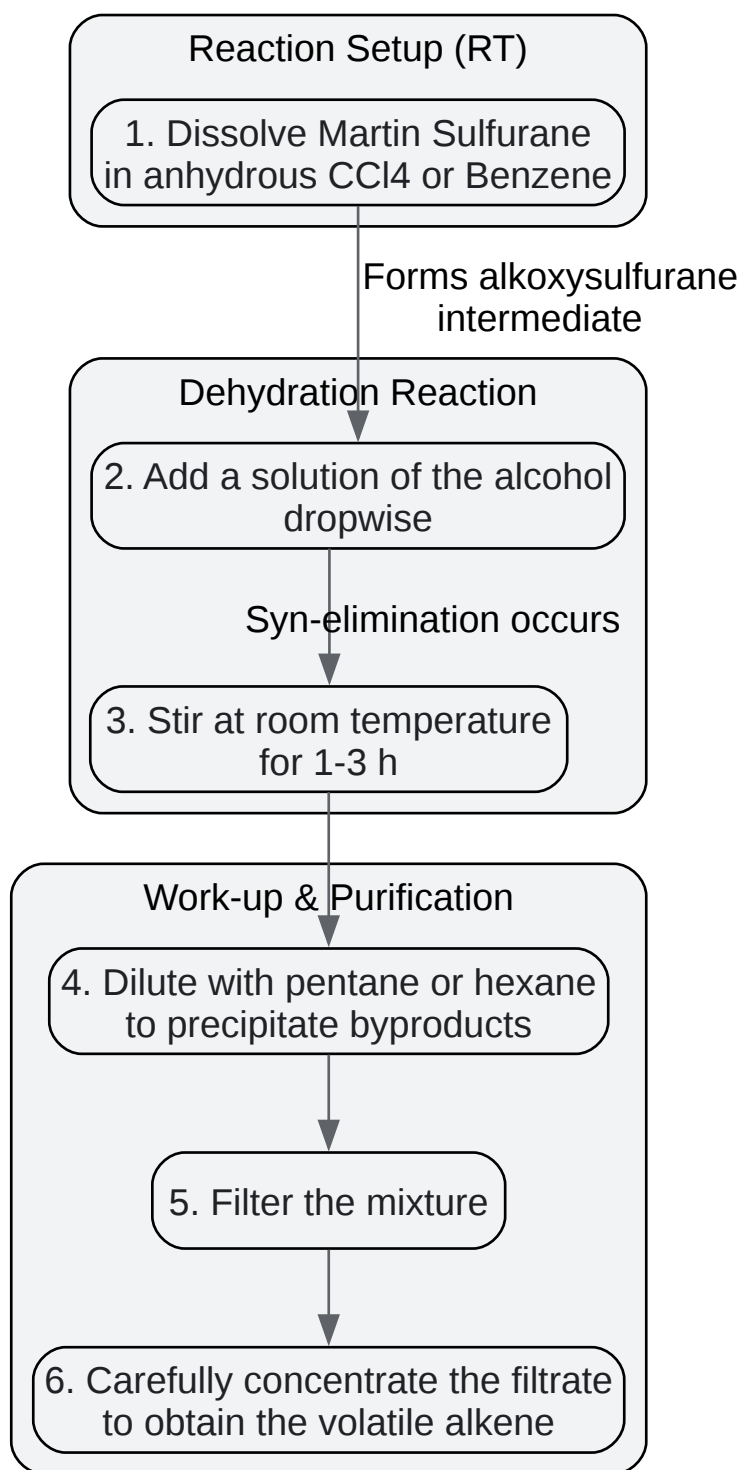 Reaction Setup (RT)
1. Dissolve Martin Sulfurane
in anhydrous CCl4 or Benzene
Forms alkoxysulfurane
intermediate
Dehydration Reaction
2. Add a solution of the alcohol
dropwise
Syn-elimination occurs
3. Stir at room temperature
for 1-3 h
Work-up & Purification
4. Dilute with pentane or hexane
to precipitate byproducts
5. Filter the mixture
6. Carefully concentrate the filtrate
to obtain the volatile alkene